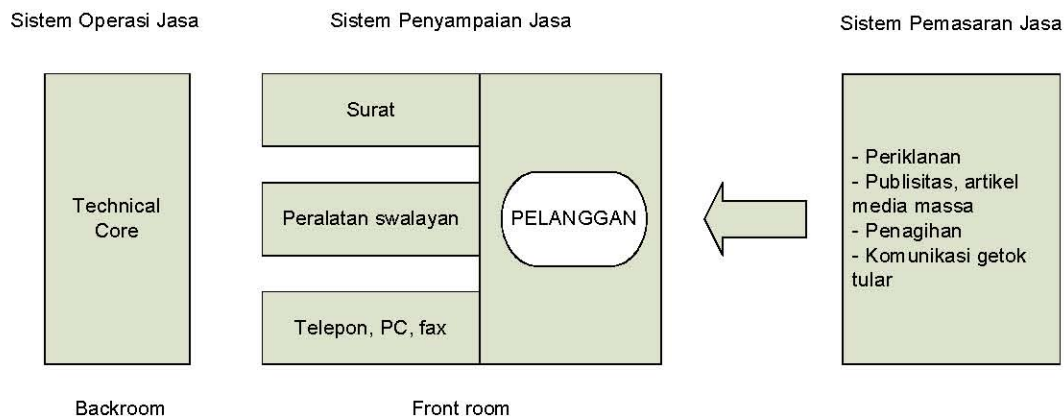 Sistem Operasi Jasa
Sistem Penyampaian Jasa
Sistem Pemasaran Jasa
Technical
Core
Surat
Peralatan swalayan
Telepon, PC, fax
PELANGGAN
- Periklanan
- Publisitas, artikel
media massa
- Penagihan
- Komunikasi getok
tular
Backroom
Front room